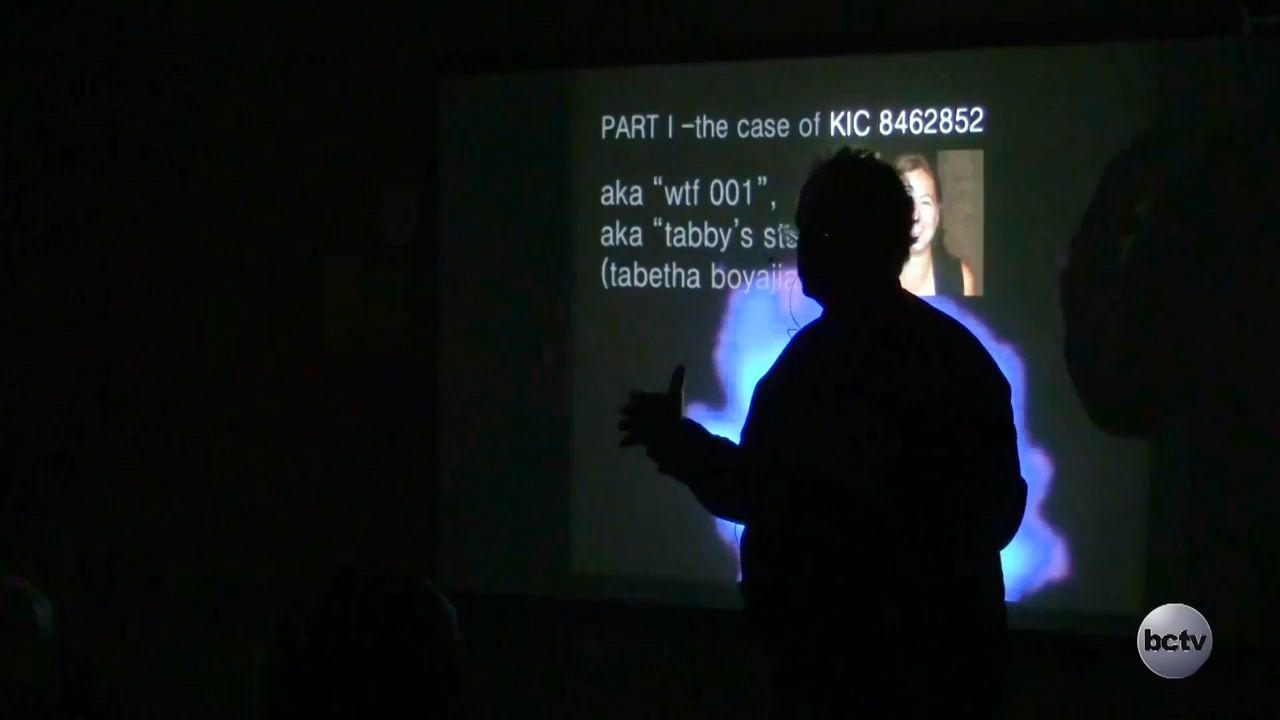 PART I –the case of KIC 8462852
aka “wtf 001”,
aka “tabby’s
(tabetha
bctv